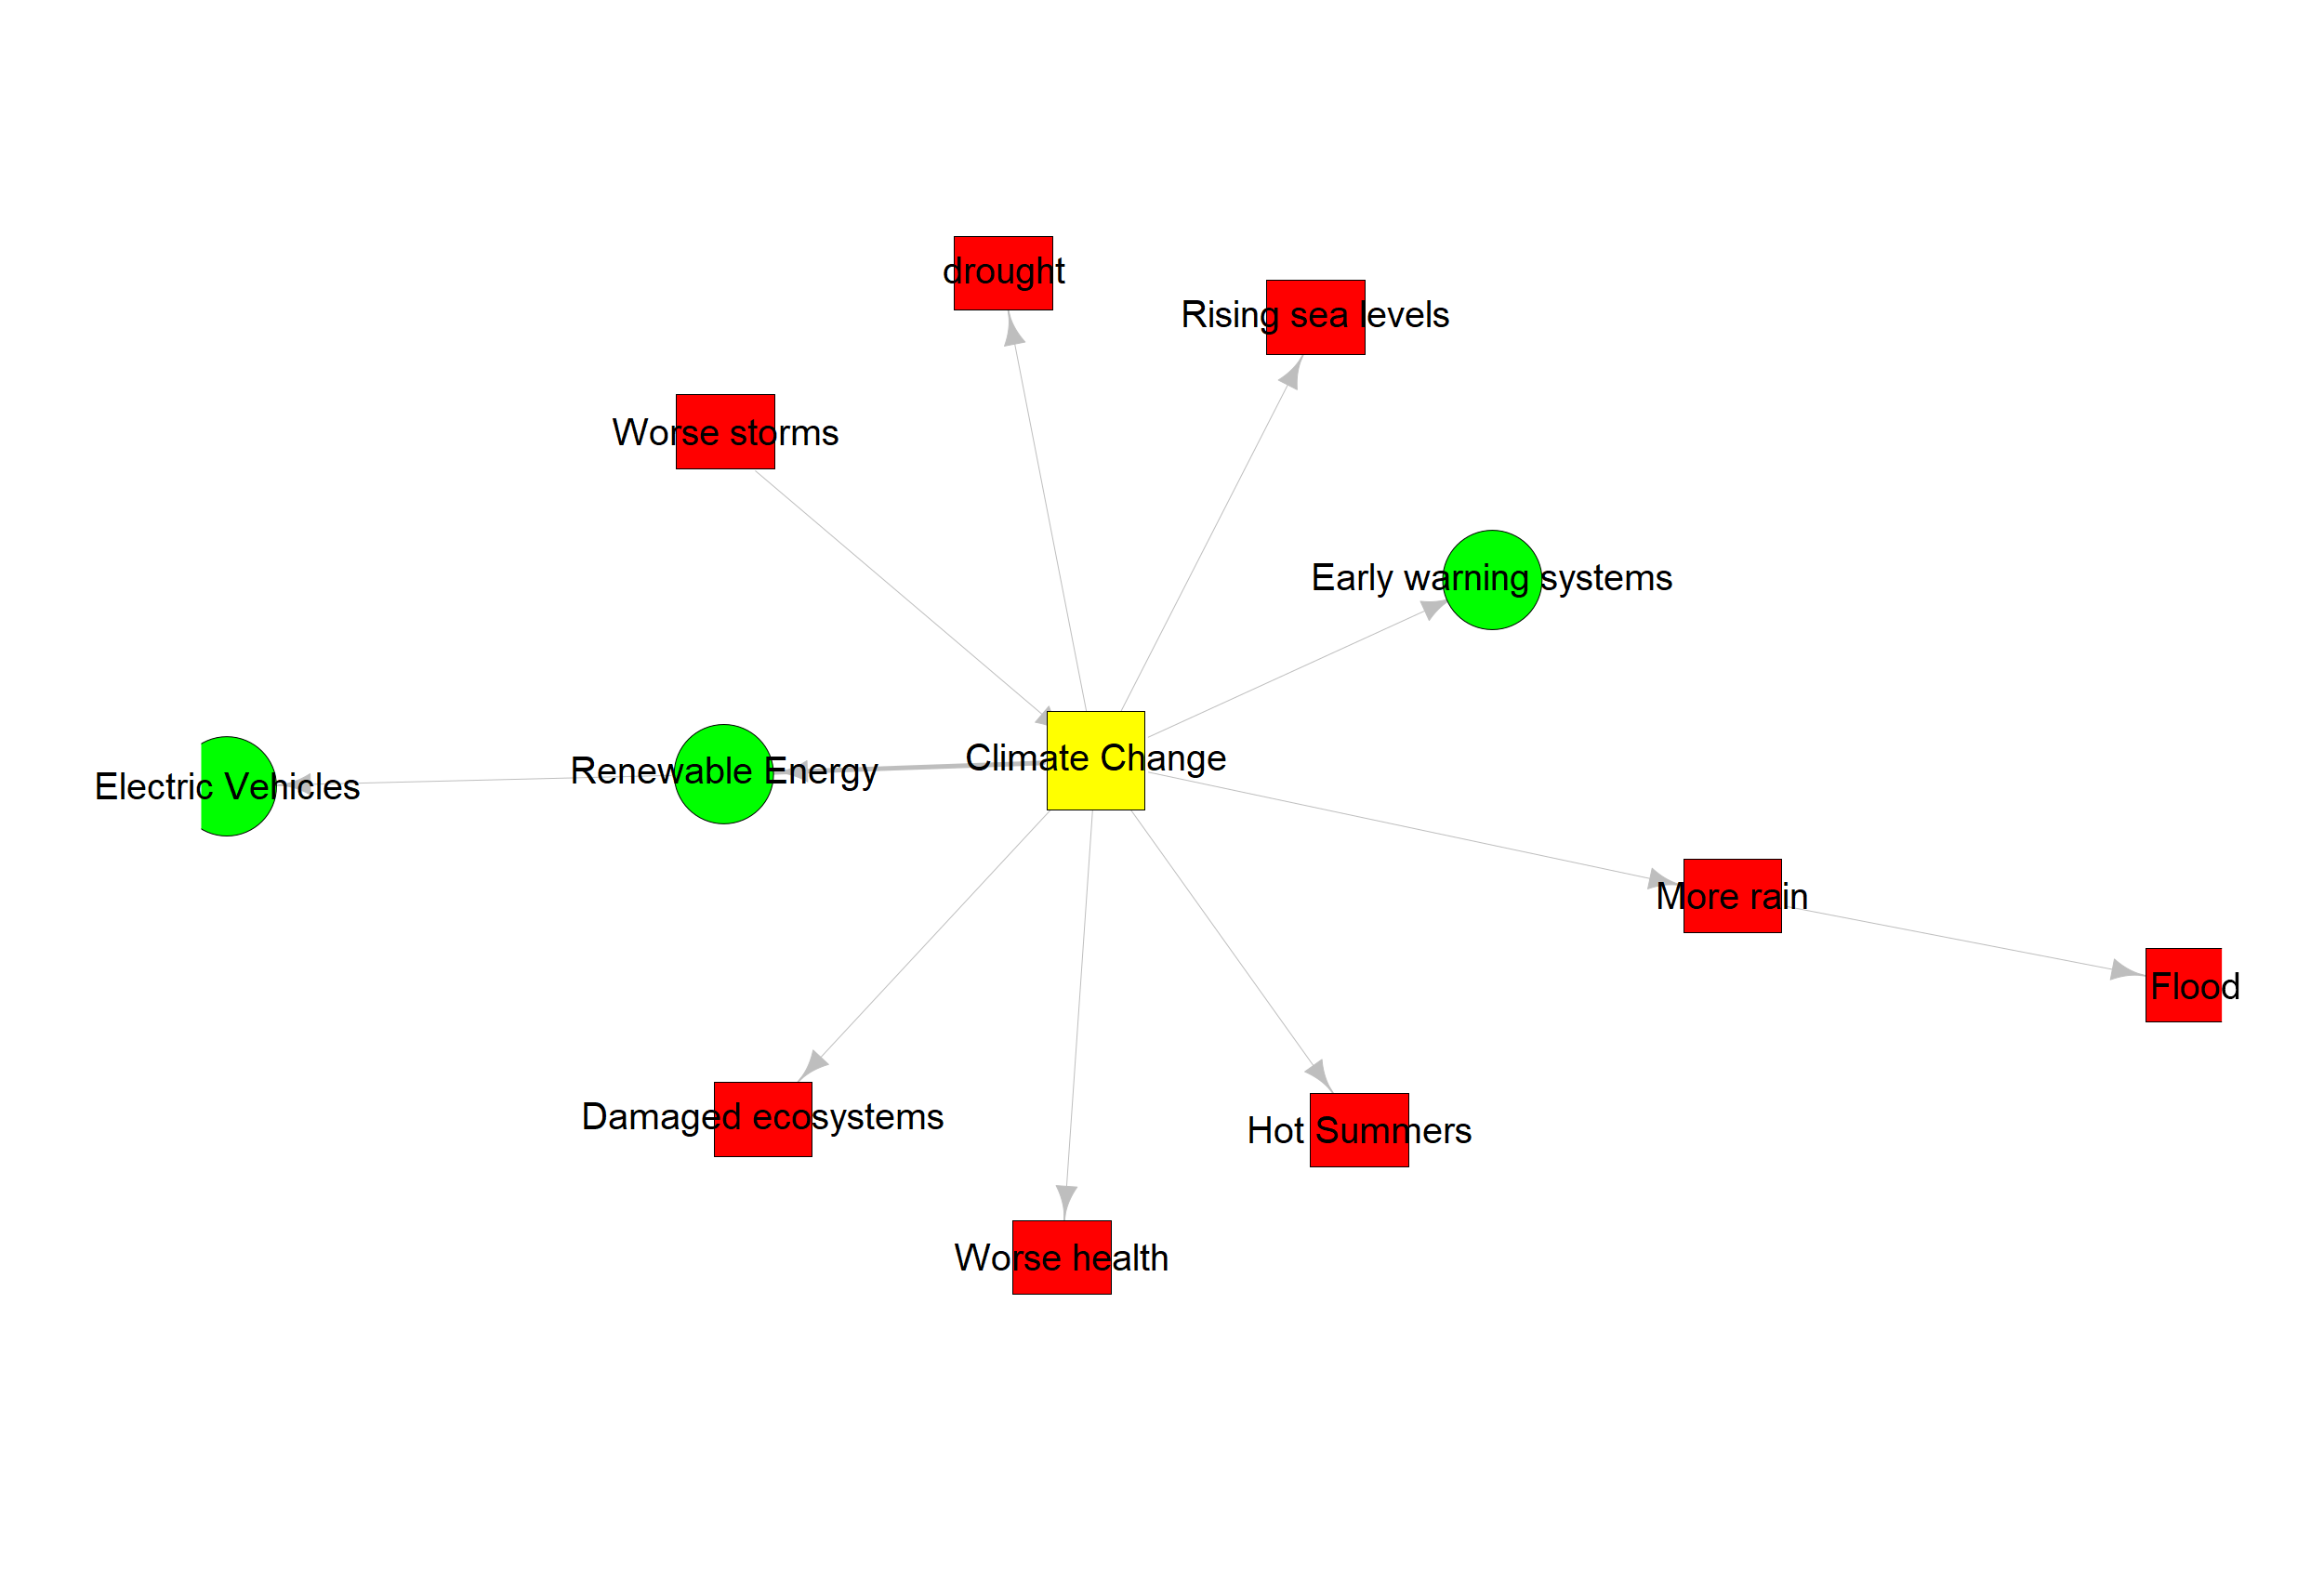 drought
Rising sea levels
Worse storms
Early warning systems
Climate Change
Renewable Energy
Electric Vehicles
More rain
Flood
Damaged ecosystems
Hot Summers
Worse health